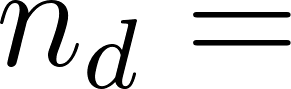 n_d =